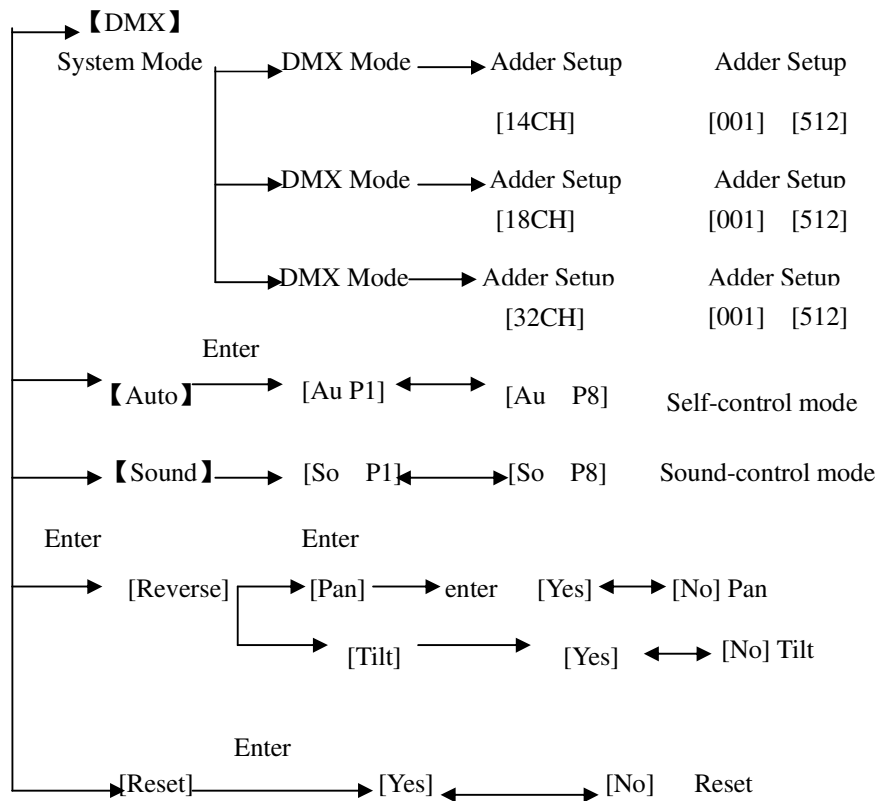 【DMX】
System Mode DMX Mode Adder Setup Adder Setup
[14CH] [001] [512]
DMX Mode Adder Setup Adder Setup
[18CH] [001] [512]
DMX Mode Adder Setup Adder Setup
[32CH] [001] [512]
Enter
【Auto】 [Au P1] [Au P8] Self-control mode
【Sound】 [So P1] [So P8] Sound-control mode
Enter Enter
[Reverse] [Pan] enter [Yes] [No] Pan
[Tilt] [Yes] [No] Tilt
Enter
[Reset] [Yes] [No] Reset